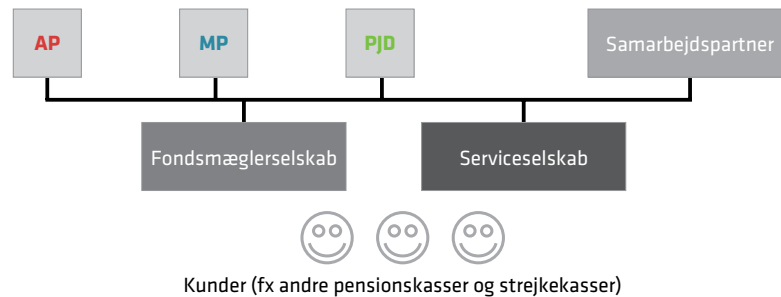 AP
MP
PJD
Samarbejdspartner
Fondsmæglerselskab
Serviceselskab
Kunder (fx andre pensionskasser og strejkekasser)